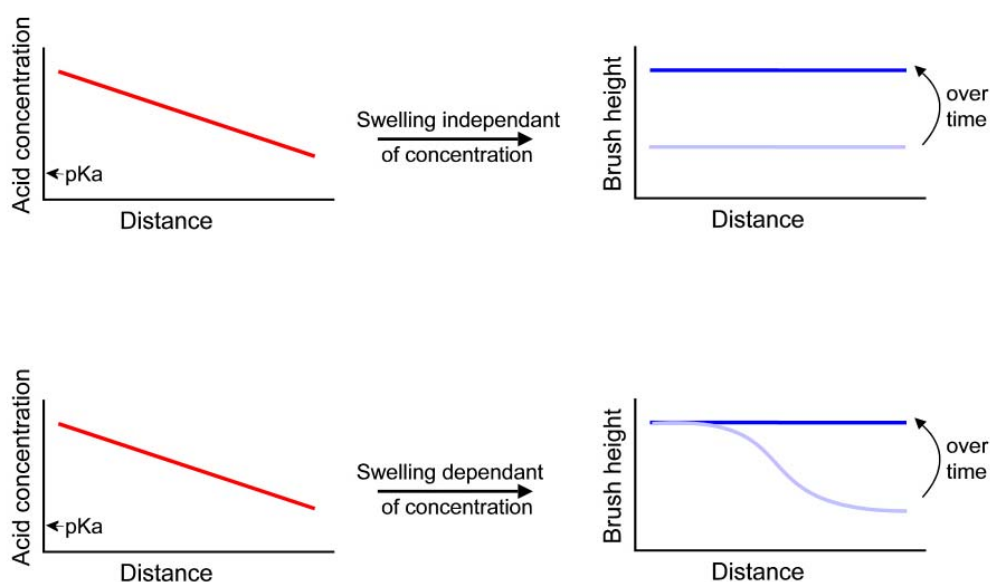 Acid concentration
pKa
Distance
Swelling independant
of concentration
Brush height
over
time
Distance
Acid concentration
pKa
Distance
Swelling dependant
of concentration
Brush height
over
time
Distance